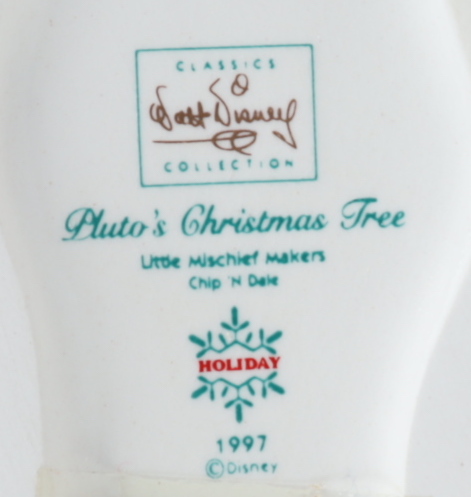 CLASSICS
Walt Disney
COLLECTION
Pluto's Christmas Tree
Little Mischief Makers
Chip 'N Dale
HOLIDAY
1997
©Disney